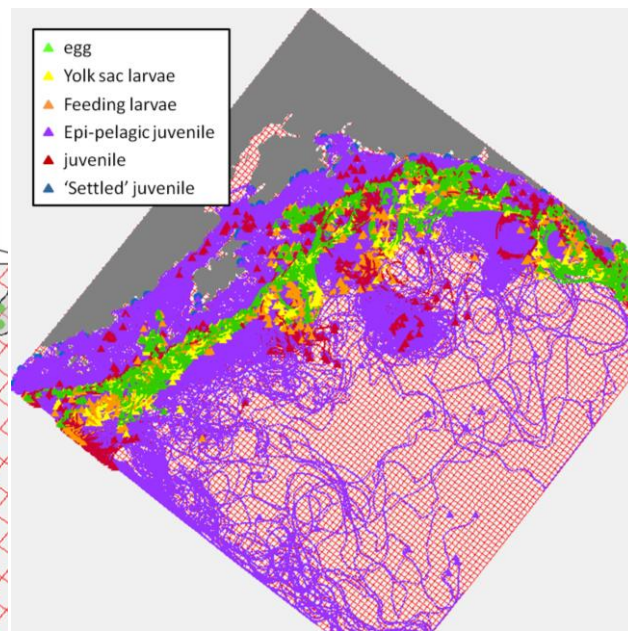 egg
Yolk sac larvae
Feeding larvae
Epi-pelagic juvenile
juvenile
‘Settled’ juvenile